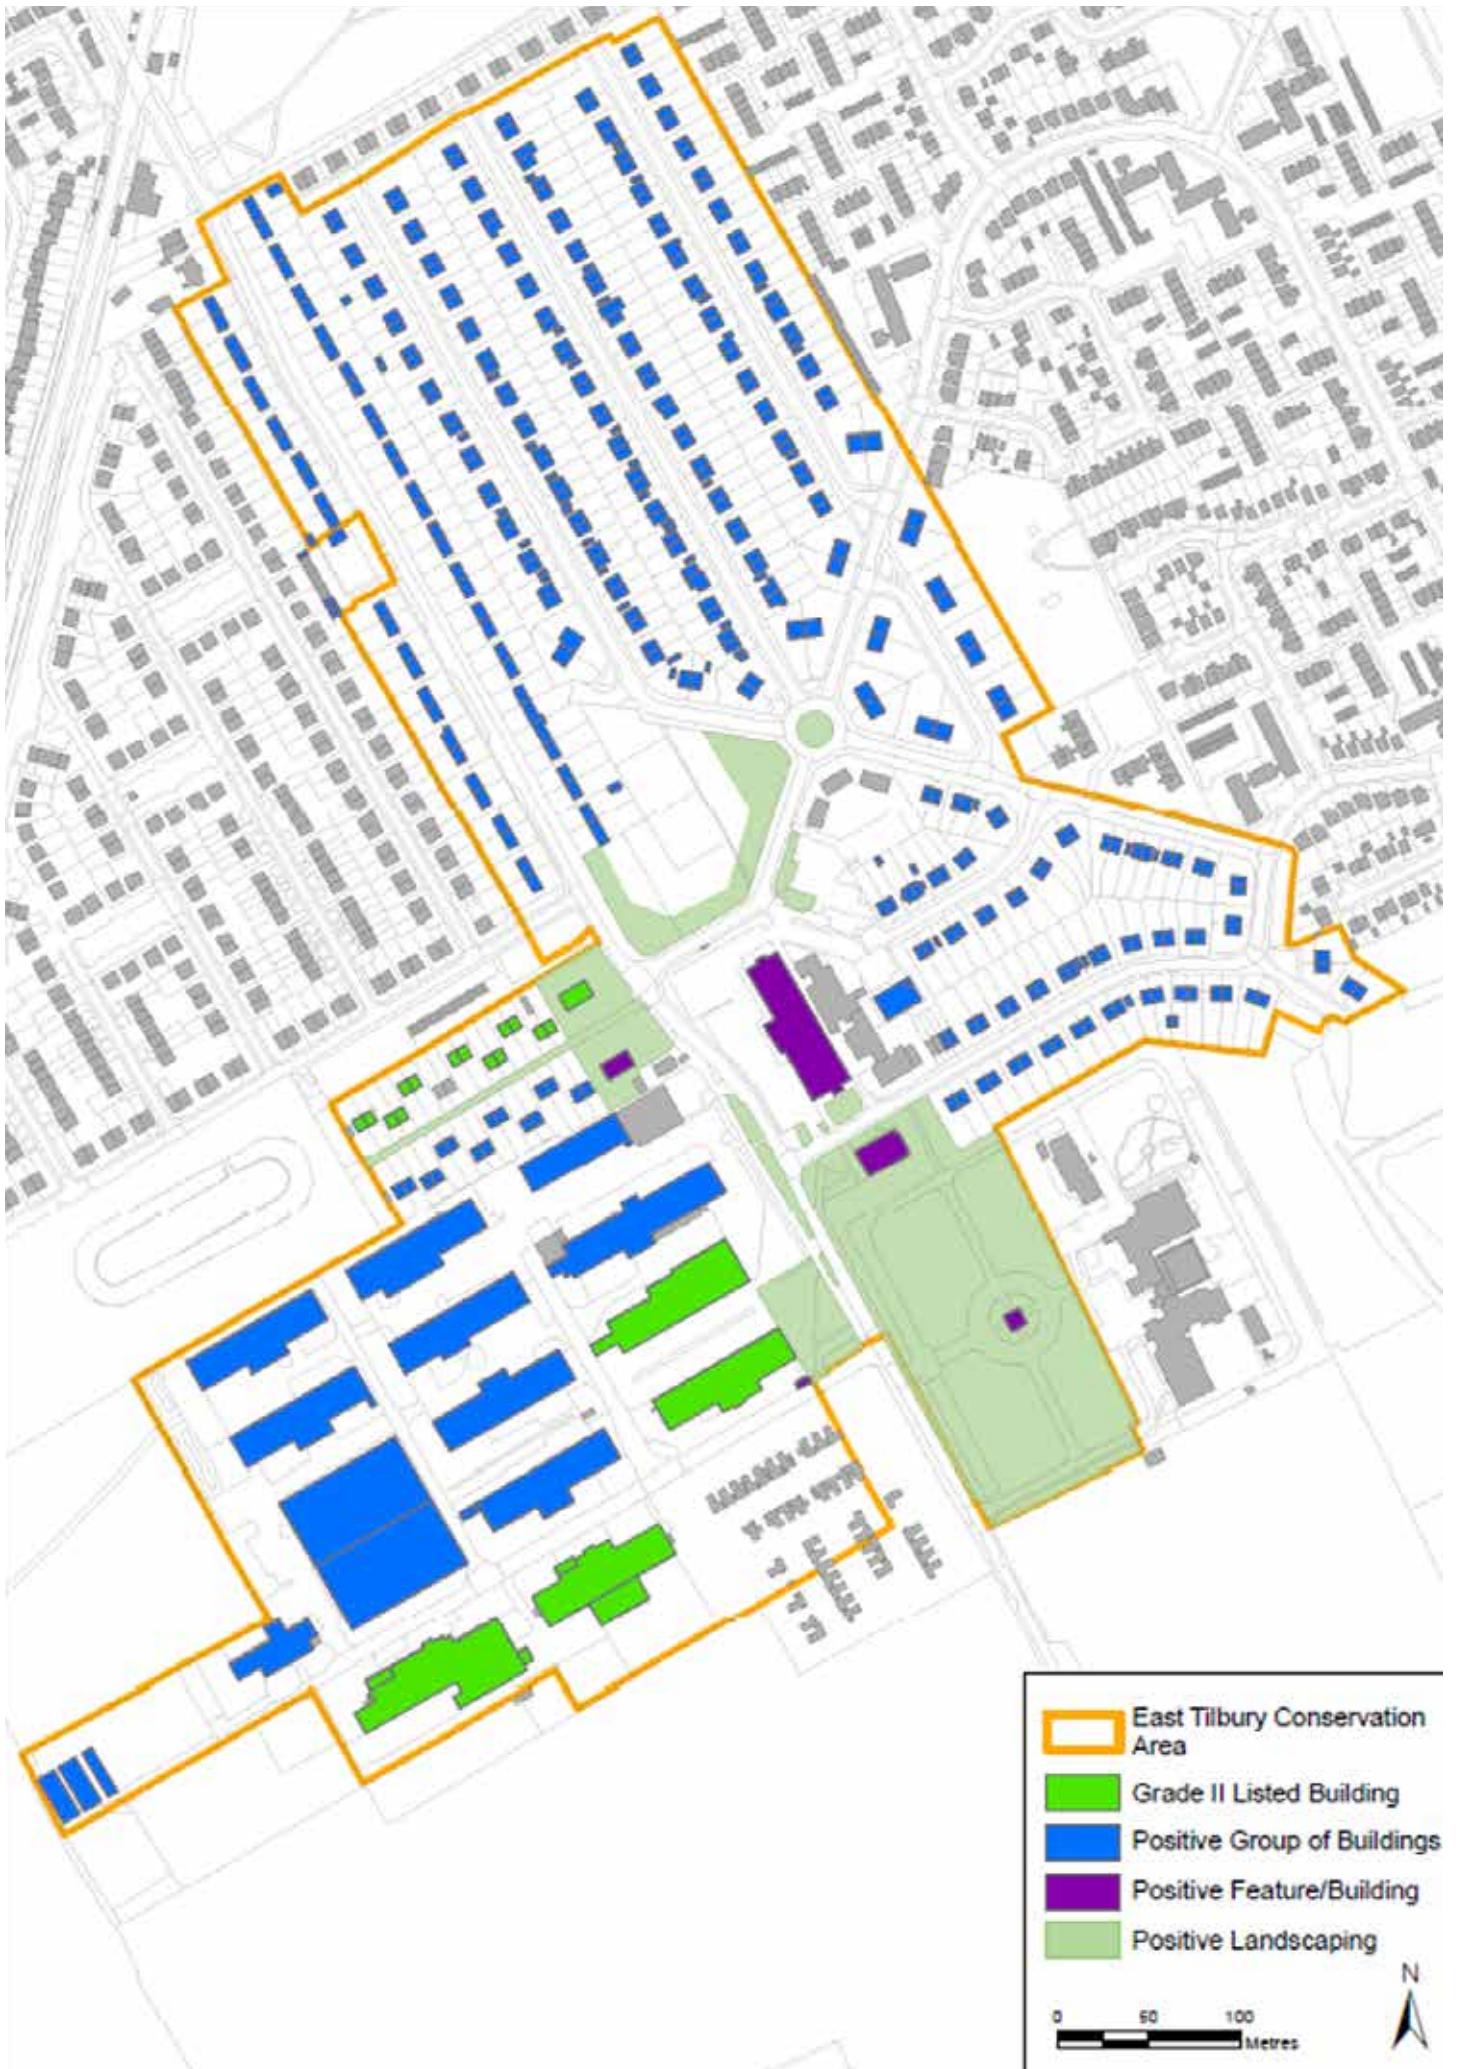 East Tilbury Conservation
Area
Grade II Listed Building
Positive Group of Buildings
Positive Feature/Building
Positive Landscaping
N
0 50 100
Metres